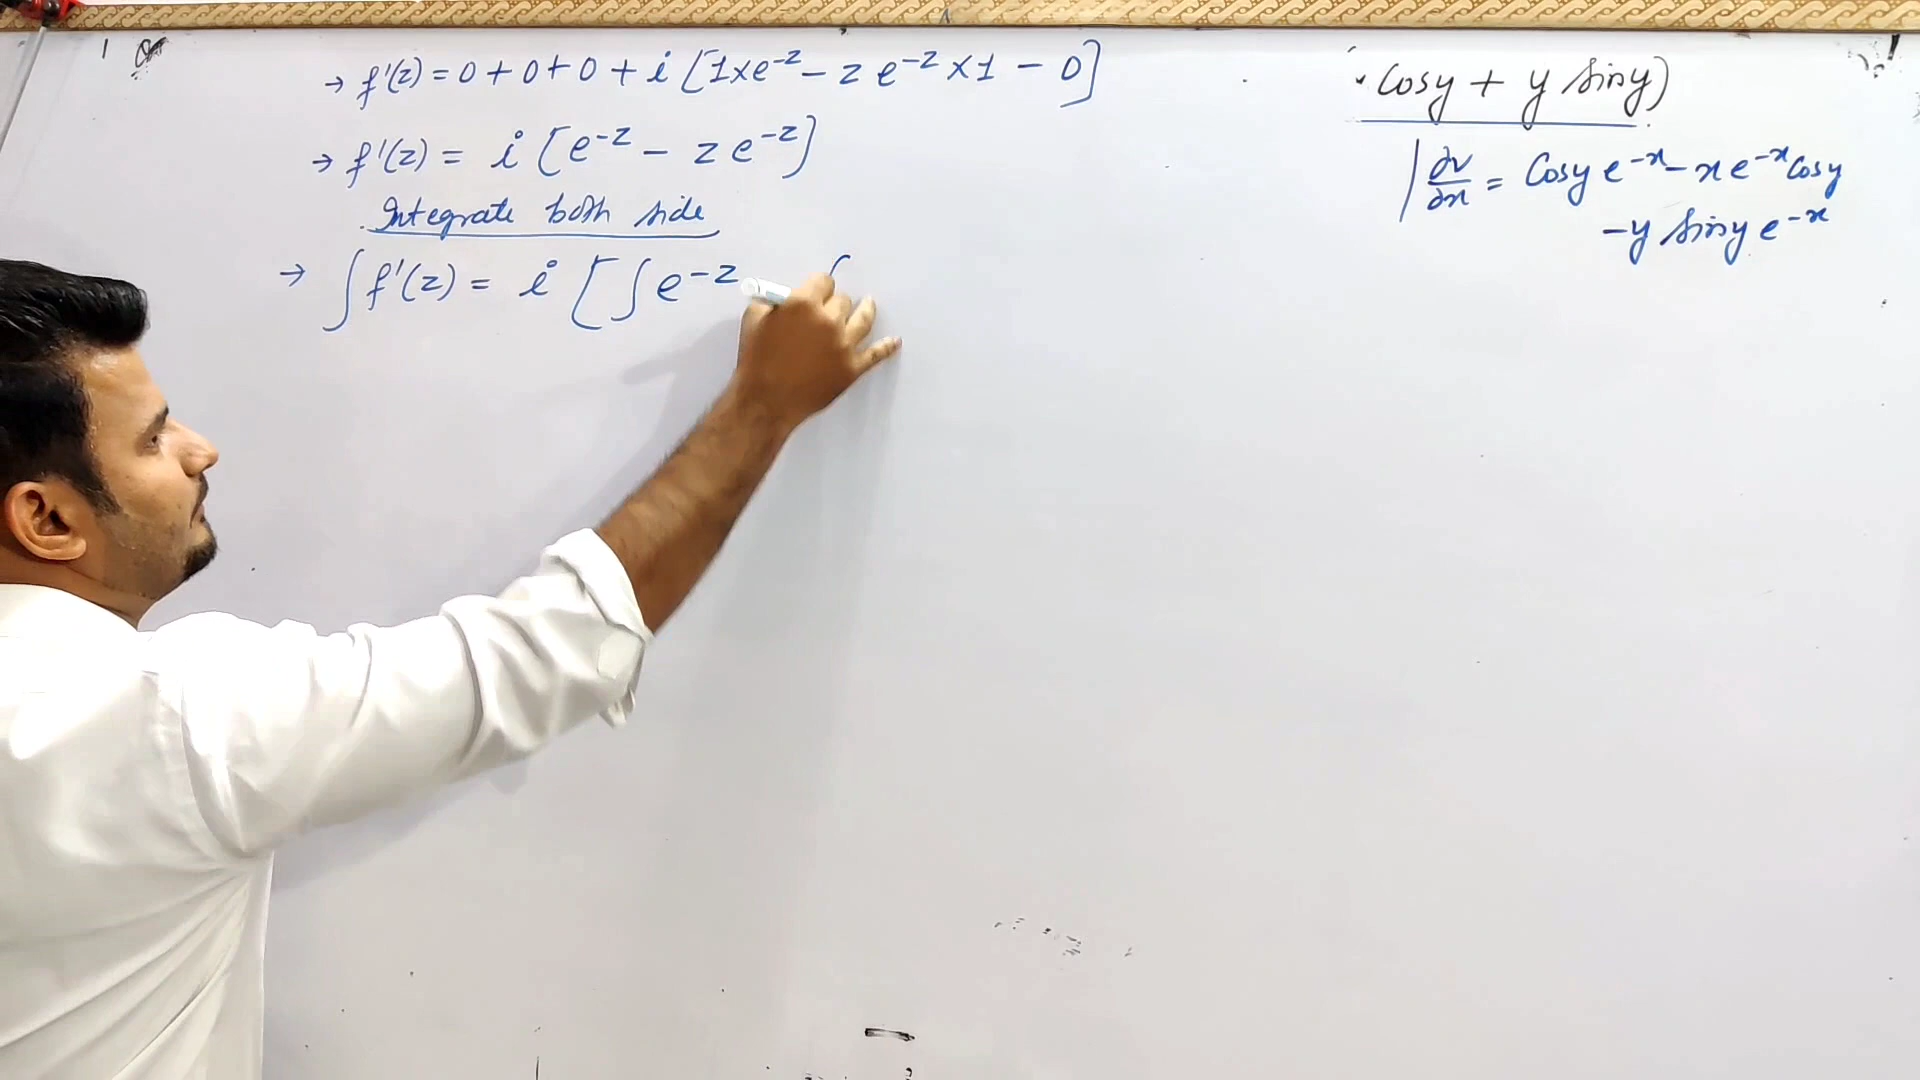 → f'(z) = 0 + 0 + 0 + i [1×e^-z - z e^-z ×1 - 0]
→ f'(z) = i [e^-z - z e^-z]
Integrate both side
→ ∫ f'(z) = i [∫ e^-z ∫
Cosy + y siny)
| ∂v/∂x = Cosy e^-x - x e^-x Cosy
- y siny e^-x